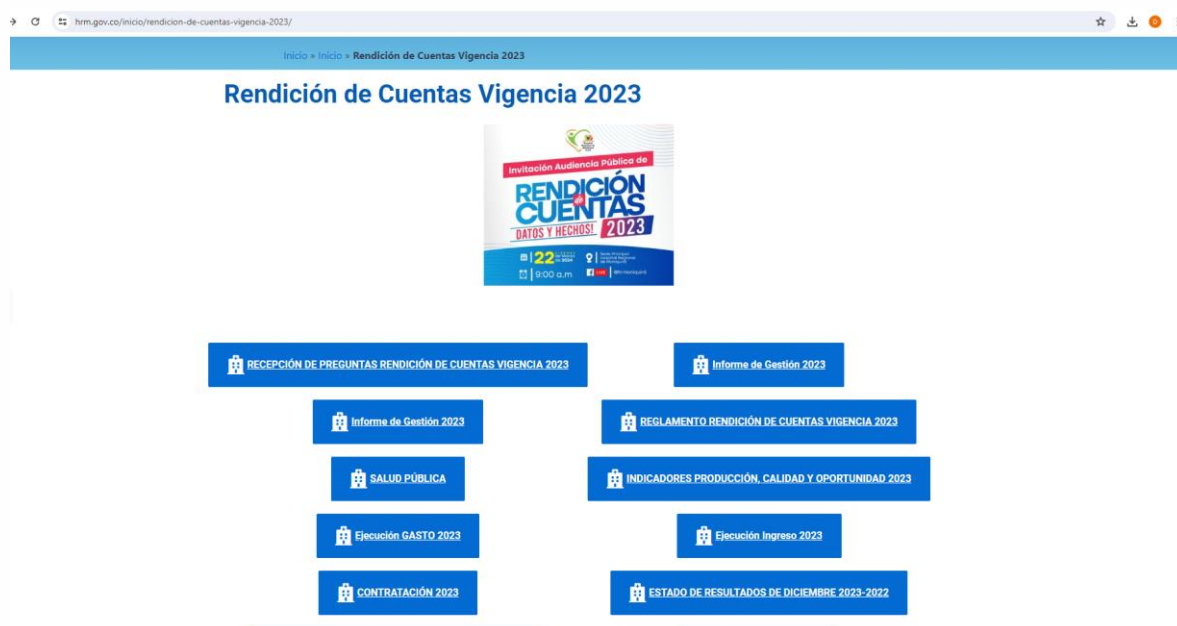 hrm.gov.co/inicio/rendicion-de-cuentas-vigencia-2023/
Inicio » Inicio » Rendición de Cuentas Vigencia 2023
Rendición de Cuentas Vigencia 2023
Invitación Audiencia Pública de
RENDICIÓN
de
CUENTAS
DATOS Y HECHOS! 2023
22
9:00 a.m
LIVE
RECEPCIÓN DE PREGUNTAS RENDICIÓN DE CUENTAS VIGENCIA 2023
Informe de Gestión 2023
Informe de Gestión 2023
REGLAMENTO RENDICIÓN DE CUENTAS VIGENCIA 2023
SALUD PÚBLICA
INDICADORES PRODUCCIÓN, CALIDAD Y OPORTUNIDAD 2023
Ejecución GASTO 2023
Ejecución Ingreso 2023
CONTRATACIÓN 2023
ESTADO DE RESULTADOS DE DICIEMBRE 2023-2022